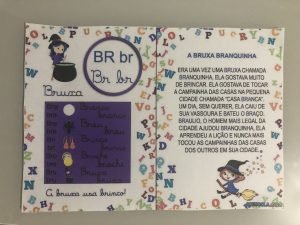 BR br
Br br
Bruxa
A bruxa usa brinco!
A BRUXA BRANQUINHA
ERA UMA VEZ UMA BRUXA CHAMADA
BRANQUINHA, ELA GOSTAVA MUITO
DE BRINCAR. ELA GOSTAVA DE TOCAR
A CAMPAINHA DAS CASAS NA PEQUENA
CIDADE CHAMADA "CASA BRANCA".
UM DIA, SEM QUERER, ELA CAIU DE
SUA VASSOURA E BATEU O BRAÇO.
BRAULIO, O HOMEM MAIS LEGAL DA
CIDADE AJUDOU BRANQUINHA, ELA
APRENDEU A LIÇÃO E NUNCA MAIS
TOCOU AS CAMPAINHAS DAS CASAS
DOS OUTROS EM SUA CIDADE.